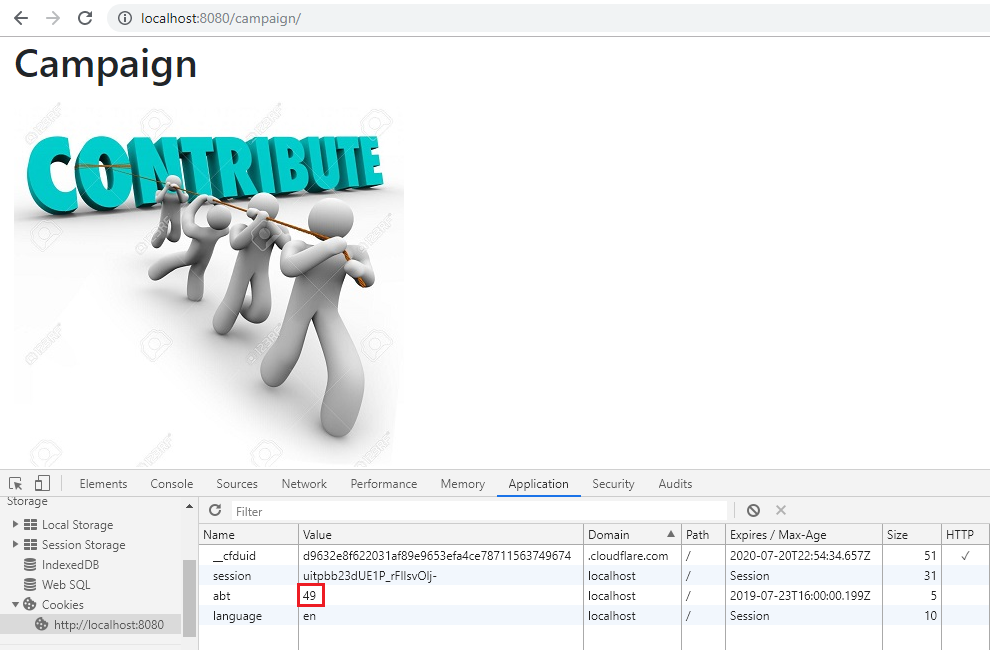 localhost:8080/campaign/
Campaign
CONTRIBUTE
Elements Console Sources Network Performance Memory Application Security Audits
Storage
Local Storage
Session Storage
IndexedDB
Web SQL
Cookies
http://localhost:8080
Filter
Name Value Domain Path Expires / Max-Age Size HTTP
__cfduid d9632e8f622031af89e9653efa4ce78711563749674 .cloudflare.com / 2020-07-20T22:54:34.657Z 51 ✓
session localhost / Session 31
abt 49 localhost / 2019-07-23T16:00:00.199Z 5
language en localhost / Session 10